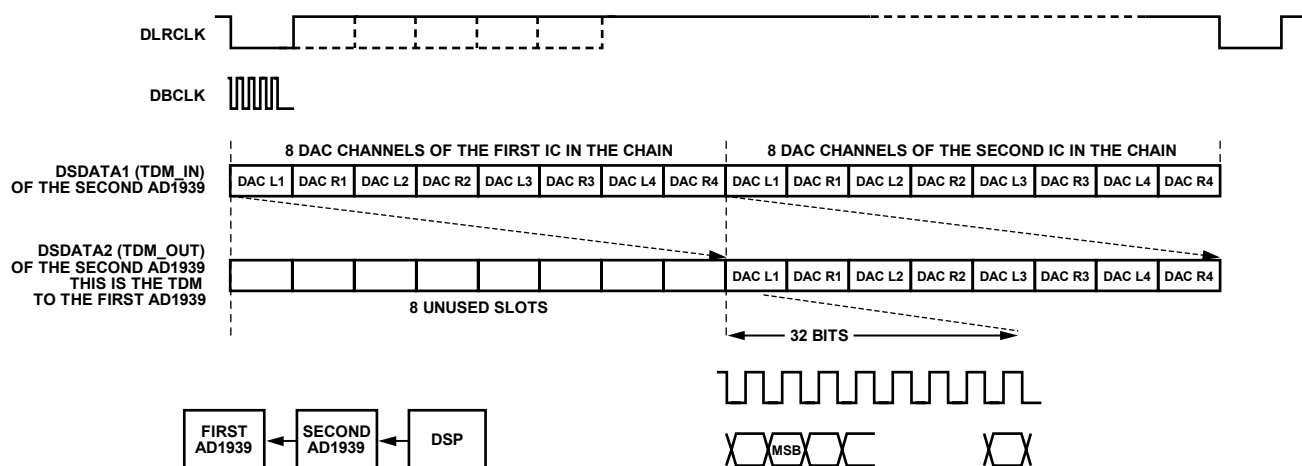 DLRCLK
DBCLK
8 DAC CHANNELS OF THE FIRST IC IN THE CHAIN 8 DAC CHANNELS OF THE SECOND IC IN THE CHAIN
DSDATA1 (TDM_IN)
OF THE SECOND AD1939
DAC L1 DAC R1 DAC L2 DAC R2 DAC L3 DAC R3 DAC L4 DAC R4 DAC L1 DAC R1 DAC L2 DAC R2 DAC L3 DAC R3 DAC L4 DAC R4
DSDATA2 (TDM_OUT)
OF THE SECOND AD1939
THIS IS THE TDM
TO THE FIRST AD1939
DAC L1 DAC R1 DAC L2 DAC R2 DAC L3 DAC R3 DAC L4 DAC R4
8 UNUSED SLOTS
32 BITS
FIRST
AD1939
SECOND
AD1939
DSP
MSB